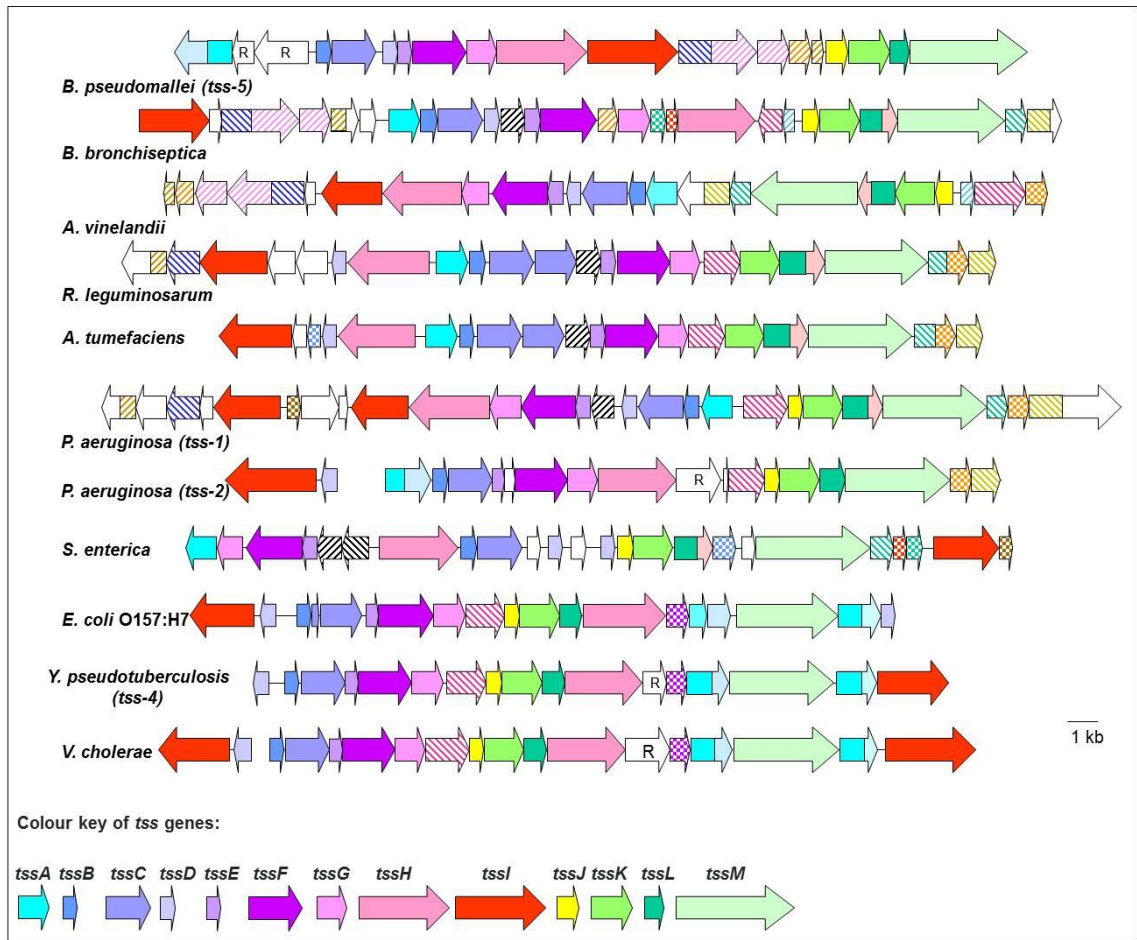 R R
B. pseudomallei (tss-5)
B. bronchiseptica
A. vinelandii
R. leguminosarum
A. tumefaciens
P. aeruginosa (tss-1)
R
P. aeruginosa (tss-2)
S. enterica
E. coli O157:H7
Y. pseudotuberculosis
(tss-4)
R
V. cholerae
R
1 kb
Colour key of tss genes:
tssA tssB tssC tssD tssE tssF tssG tssH tssI tssJ tssK tssL tssM